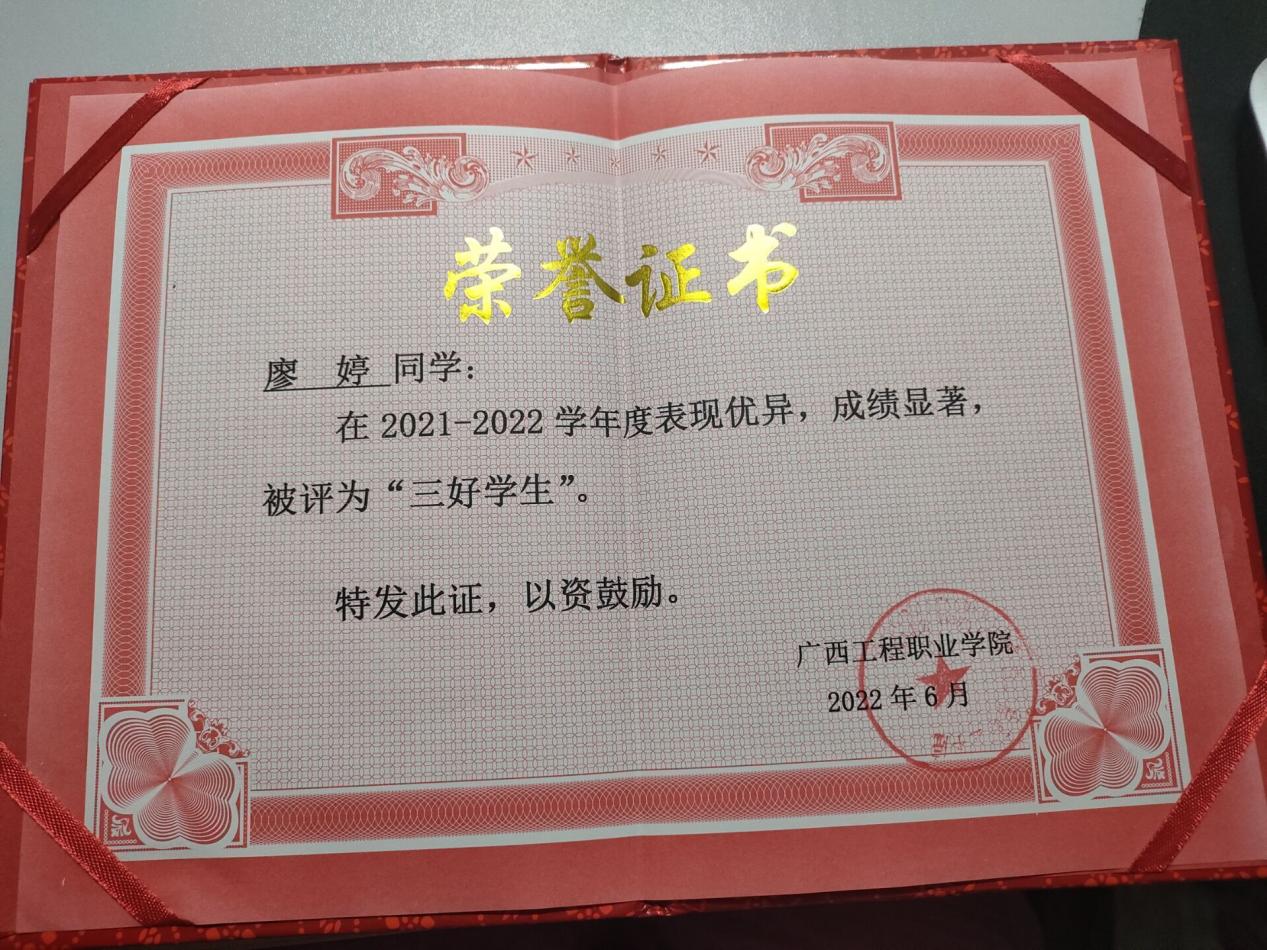 荣誉证书
廖 婷 同学：
在 2021-2022 学年度表现优异，成绩显著，
被评为“三好学生”。
特发此证，以资鼓励。
广西工程职业学院
2022 年 6 月